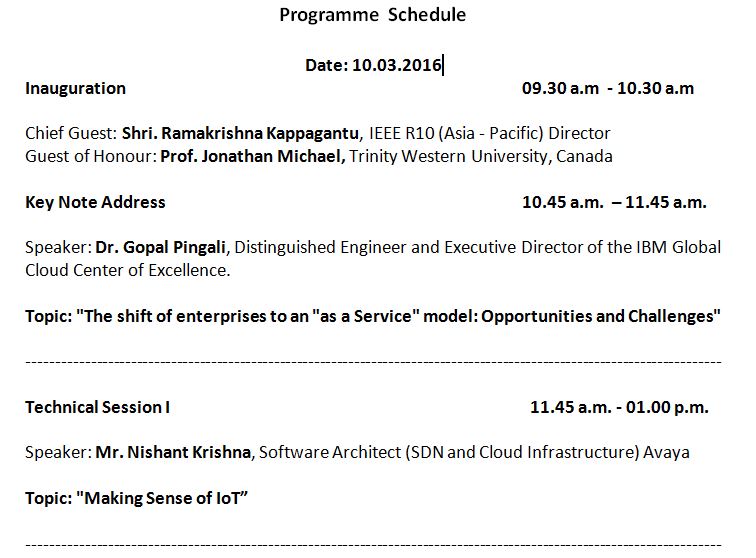 Programme Schedule
Date: 10.03.2016
Inauguration 09.30 a.m - 10.30 a.m
Chief Guest: Shri. Ramakrishna Kappagantu, IEEE R10 (Asia - Pacific) Director
Guest of Honour: Prof. Jonathan Michael, Trinity Western University, Canada
Key Note Address 10.45 a.m. – 11.45 a.m.
Speaker: Dr. Gopal Pingali, Distinguished Engineer and Executive Director of the IBM Global
Cloud Center of Excellence.
Topic: "The shift of enterprises to an "as a Service" model: Opportunities and Challenges"
--------------------------------------------------------------------------------------------------------------------
Technical Session I 11.45 a.m. - 01.00 p.m.
Speaker: Mr. Nishant Krishna, Software Architect (SDN and Cloud Infrastructure) Avaya
Topic: "Making Sense of IoT”
--------------------------------------------------------------------------------------------------------------------